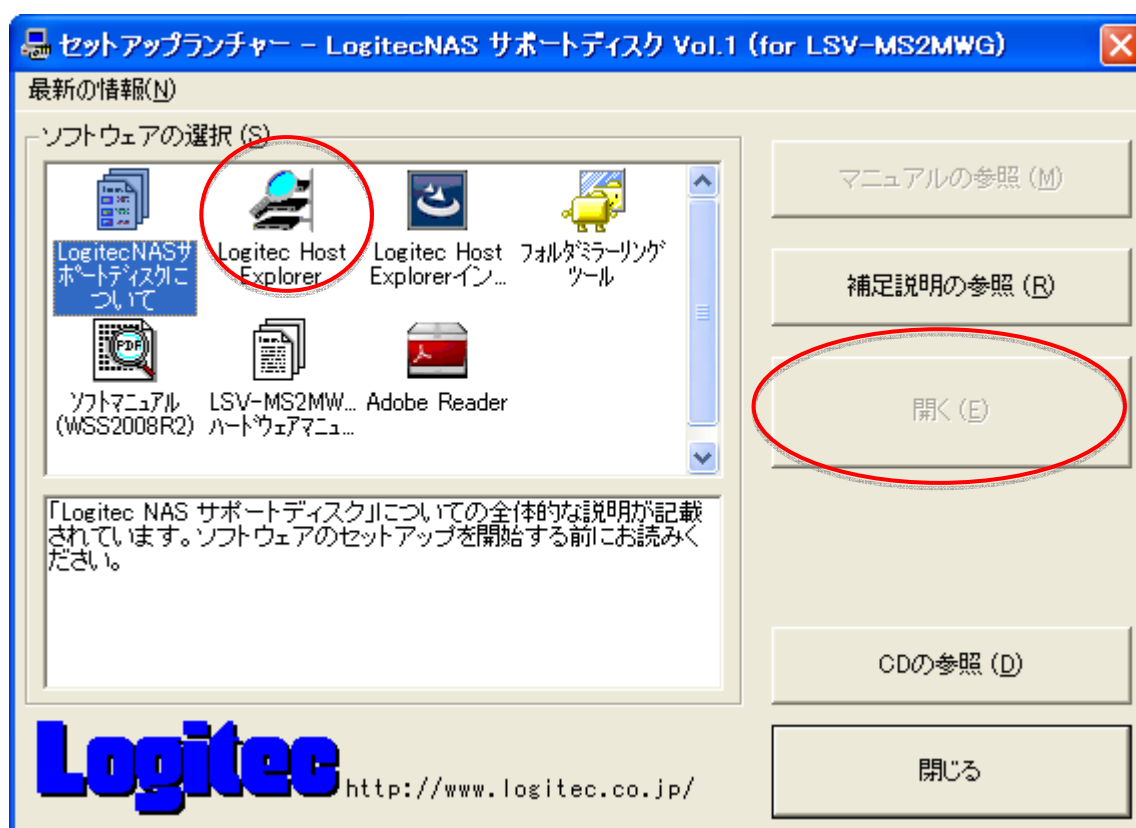 セットアップランチャー - LogitecNAS サポートディスク Vol.1 (for LSV-MS2MWG)
最新の情報(N)
ソフトウェアの選択 (S)
LogitecNASサ
ポートディスクに
ついて
Logitec Host
Explorer
Logitec Host
Explorerイン...
フォルダミラーリング
ツール
ソフトマニュアル
(WSS2008R2)
LSV-MS2MW...
ハードウェアマニュ...
Adobe Reader
「Logitec NAS サポートディスク」についての全体的な説明が記載
されています。ソフトウェアのセットアップを開始する前にお読みく
ださい。
マニュアルの参照 (M)
補足説明の参照 (R)
開く (E)
CDの参照 (D)
閉じる
Logitec
http://www.logitec.co.jp/